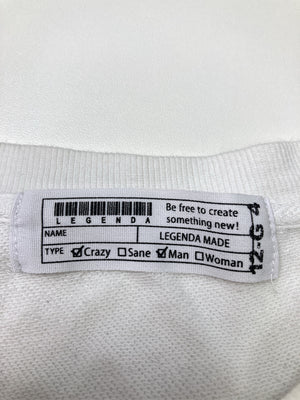 LEGENDA
Be free to create
something new!
NAME
LEGENDA MADE
TYPE ☑Crazy ☐Sane ☑Man ☐Woman
12-G 4